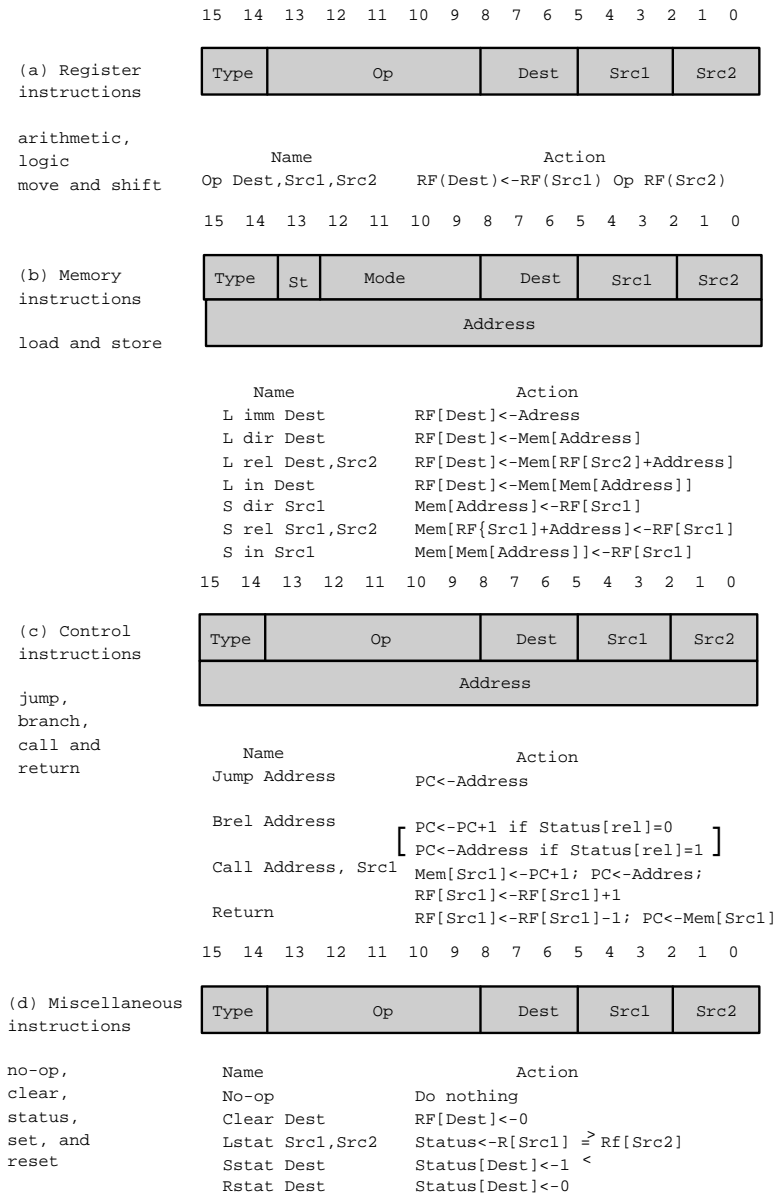 15 14 13 12 11 10 9 8 7 6 5 4 3 2 1 0
(a) Register
instructions
Type Op Dest Src1 Src2
arithmetic,
logic
move and shift
Name Action
Op Dest,Src1,Src2 RF(Dest)<-RF(Src1) Op RF(Src2)
15 14 13 12 11 10 9 8 7 6 5 4 3 2 1 0
(b) Memory
instructions
Type St Mode Dest Src1 Src2
Address
load and store
Name Action
L imm Dest RF[Dest]<-Adress
L dir Dest RF[Dest]<-Mem[Address]
L rel Dest,Src2 RF[Dest]<-Mem[RF[Src2]+Address]
L in Dest RF[Dest]<-Mem[Mem[Address]]
S dir Src1 Mem[Address]<-RF[Src1]
S rel Src1,Src2 Mem[RF{Src1]+Address]<-RF[Src1]
S in Src1 Mem[Mem[Address]]<-RF[Src1]
15 14 13 12 11 10 9 8 7 6 5 4 3 2 1 0
(c) Control
instructions
Type Op Dest Src1 Src2
Address
jump,
branch,
call and
return
Name Action
Jump Address PC<-Address
Brel Address [ PC<-PC+1 if Status[rel]=0 ]
PC<-Address if Status[rel]=1
Call Address, Src1 Mem[Src1]<-PC+1; PC<-Addres;
RF[Src1]<-RF[Src1]+1
Return RF[Src1]<-RF[Src1]-1; PC<-Mem[Src1]
15 14 13 12 11 10 9 8 7 6 5 4 3 2 1 0
(d) Miscellaneous
instructions
Type Op Dest Src1 Src2
no-op,
clear,
status,
set, and
reset
Name Action
No-op Do nothing
Clear Dest RF[Dest]<-0
Lstat Src1,Src2 Status<-R[Src1] > = < Rf[Src2]
Sstat Dest Status[Dest]<-1
Rstat Dest Status[Dest]<-0